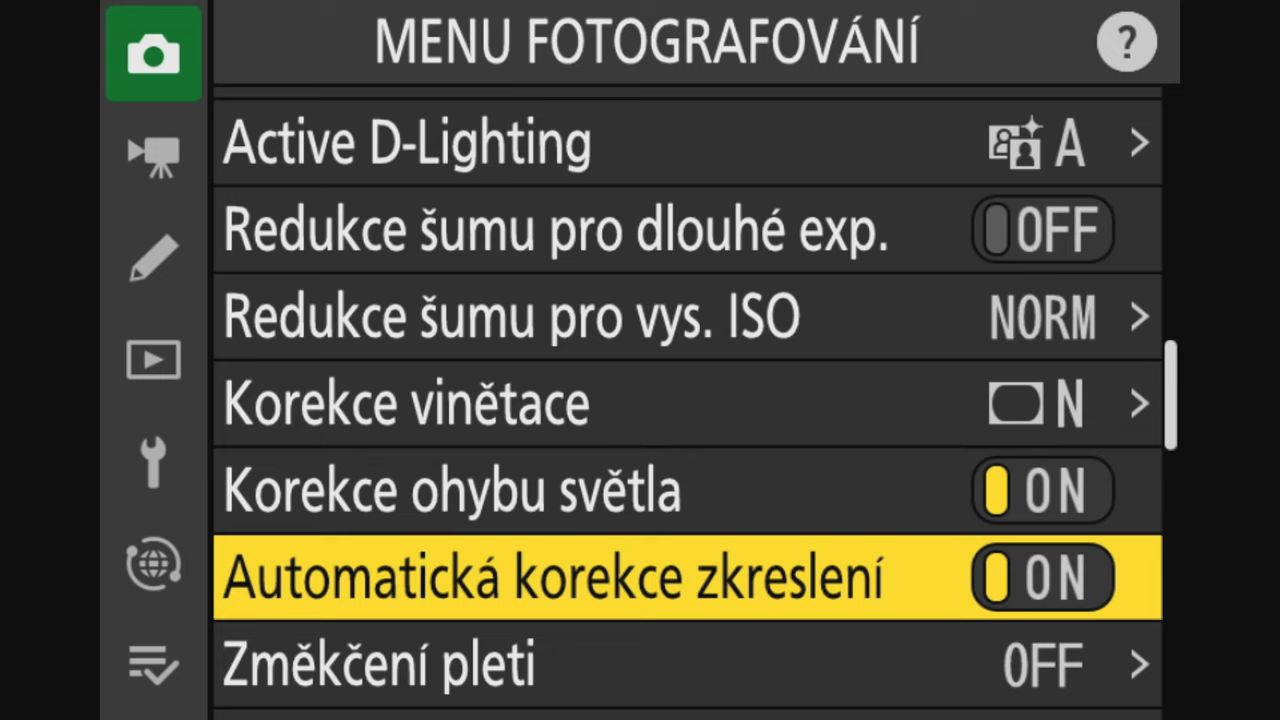 MENU FOTOGRAFOVÁNÍ ?
Active D-Lighting A >
Redukce šumu pro dlouhé exp. OFF
Redukce šumu pro vys. ISO NORM >
Korekce vinětace N >
Korekce ohybu světla ON
Automatická korekce zkreslení ON
Změkčení pleti OFF >